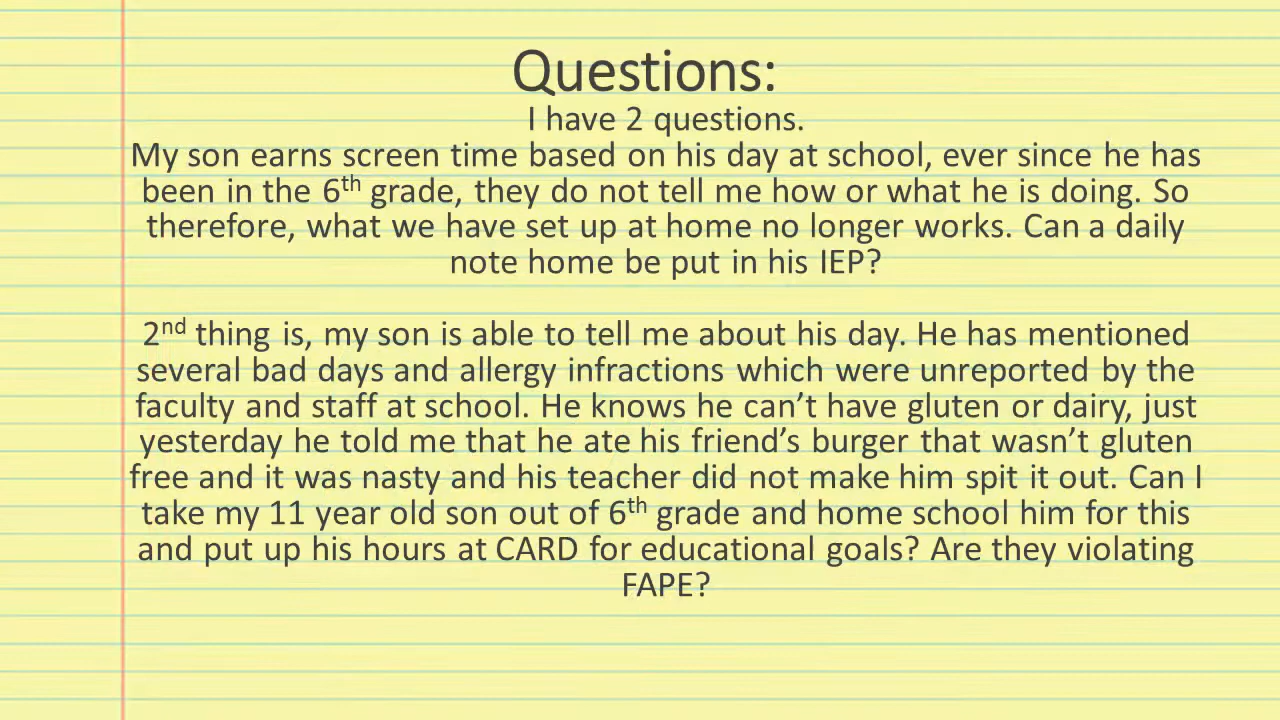 Questions:
I have 2 questions.
My son earns screen time based on his day at school, ever since he has
been in the 6th grade, they do not tell me how or what he is doing. So
therefore, what we have set up at home no longer works. Can a daily
note home be put in his IEP?
2nd thing is, my son is able to tell me about his day. He has mentioned
several bad days and allergy infractions which were unreported by the
faculty and staff at school. He knows he can’t have gluten or dairy, just
yesterday he told me that he ate his friend’s burger that wasn’t gluten
free and it was nasty and his teacher did not make him spit it out. Can I
take my 11 year old son out of 6th grade and home school him for this
and put up his hours at CARD for educational goals? Are they violating
FAPE?